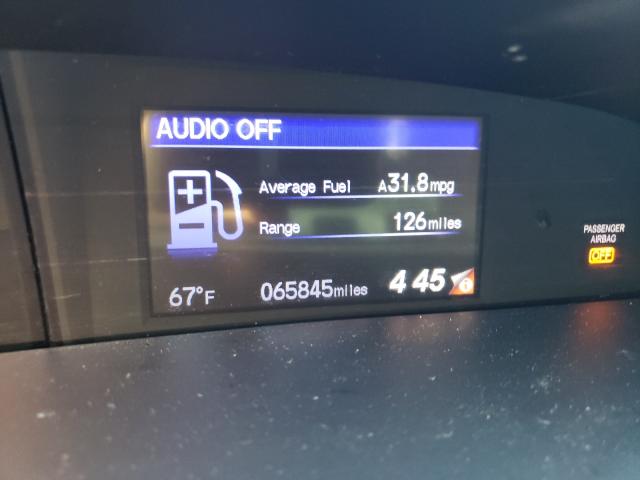 AUDIO OFF
Average Fuel A31.8mpg
Range 126miles
PASSENGER
AIRBAG
OFF
67°F 065845miles 4 45 i